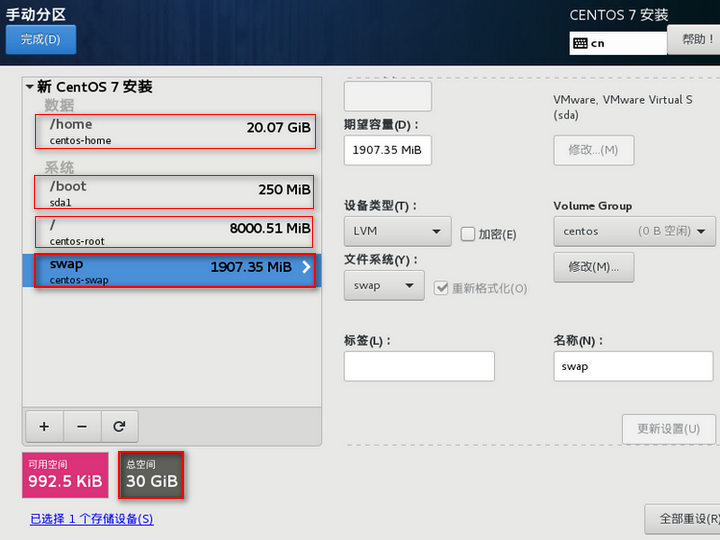 手动分区
CENTOS 7 安装
完成(D)
cn
帮助！
新 CentOS 7 安装
数据
/home
20.07 GiB
centos-home
系统
/boot
250 MiB
sda1
/
8000.51 MiB
centos-root
swap
1907.35 MiB
centos-swap
VMware, VMware Virtual S
(sda)
期望容量(D)：
1907.35 MiB
修改...(M)
设备类型(T)：
Volume Group
LVM
加密(E)
centos
(0 B 空闲)
文件系统(Y)：
修改(M)...
swap
重新格式化(O)
标签(L)：
名称(N)：
swap
更新设置(U)
+ −
可用空间
992.5 KiB
总空间
30 GiB
已选择 1 个存储设备(S)
全部重设(R)